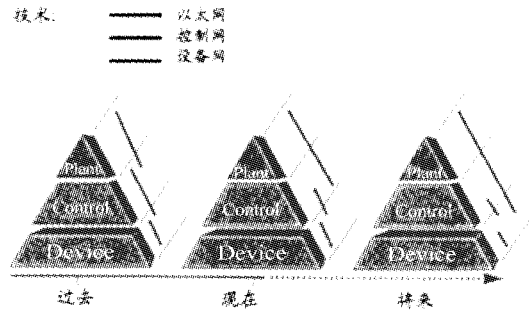 技术:
以太网
控制网
设备网
Plant Plant Plant
Control Control Control
Device Device Device
过去 现在 将来